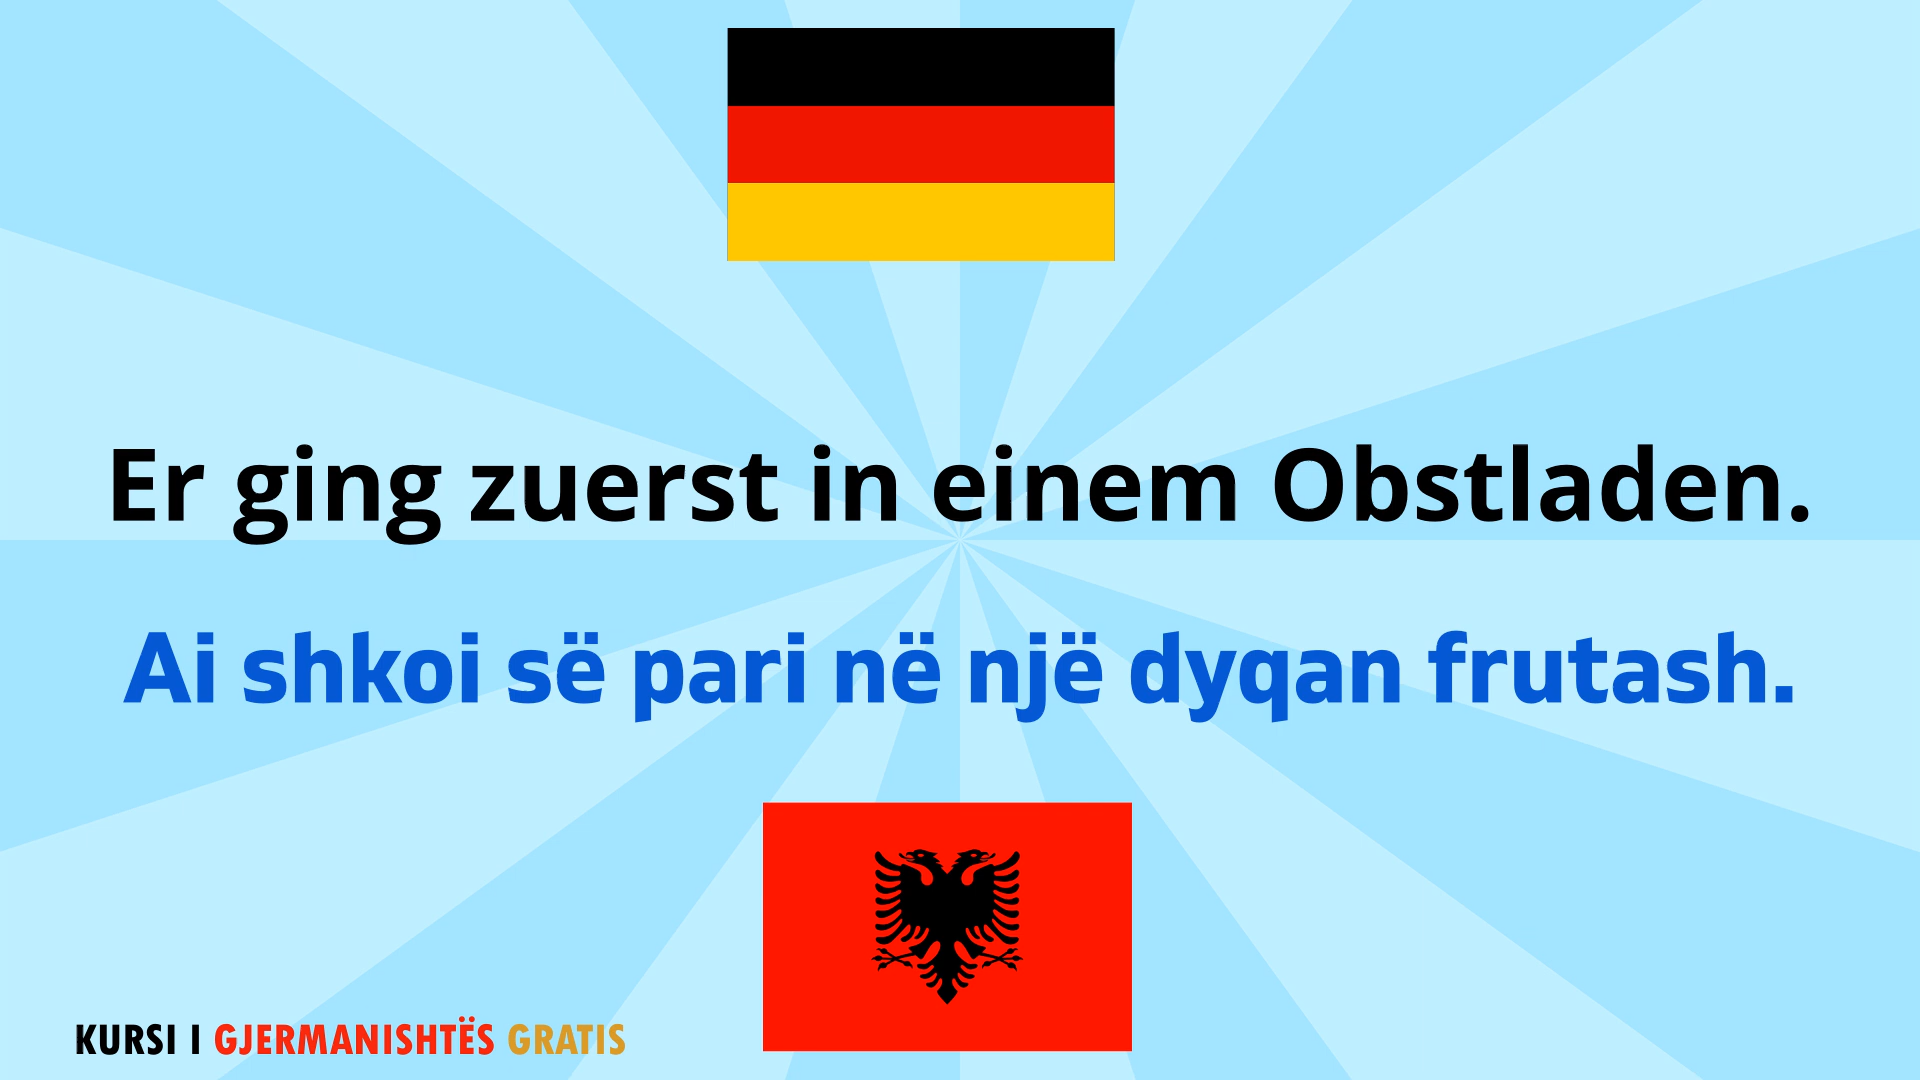 Er ging zuerst in einem Obstladen.
Ai shkoi së pari në një dyqan frutash.
KURSI I GJERMANISHTËS GRATIS